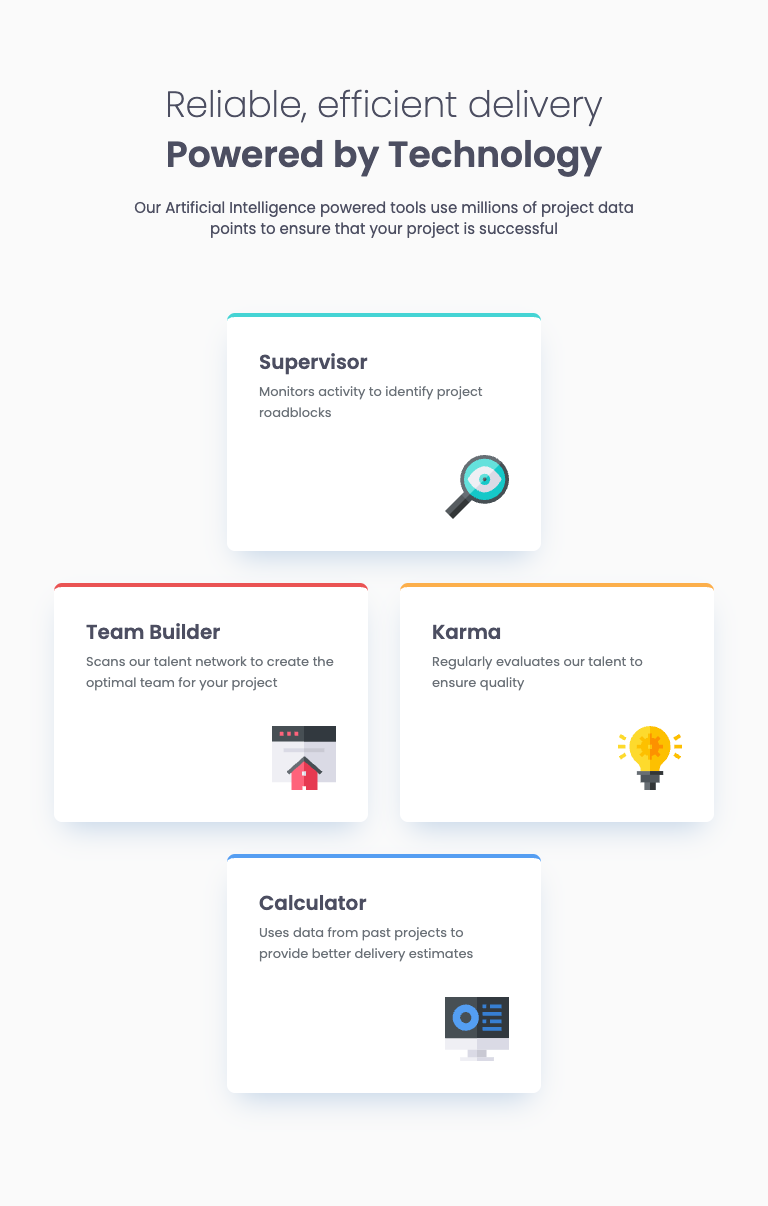 Reliable, efficient delivery
Powered by Technology
Our Artificial Intelligence powered tools use millions of project data
points to ensure that your project is successful
Supervisor
Monitors activity to identify project
roadblocks
Team Builder
Scans our talent network to create the
optimal team for your project
Karma
Regularly evaluates our talent to
ensure quality
Calculator
Uses data from past projects to
provide better delivery estimates